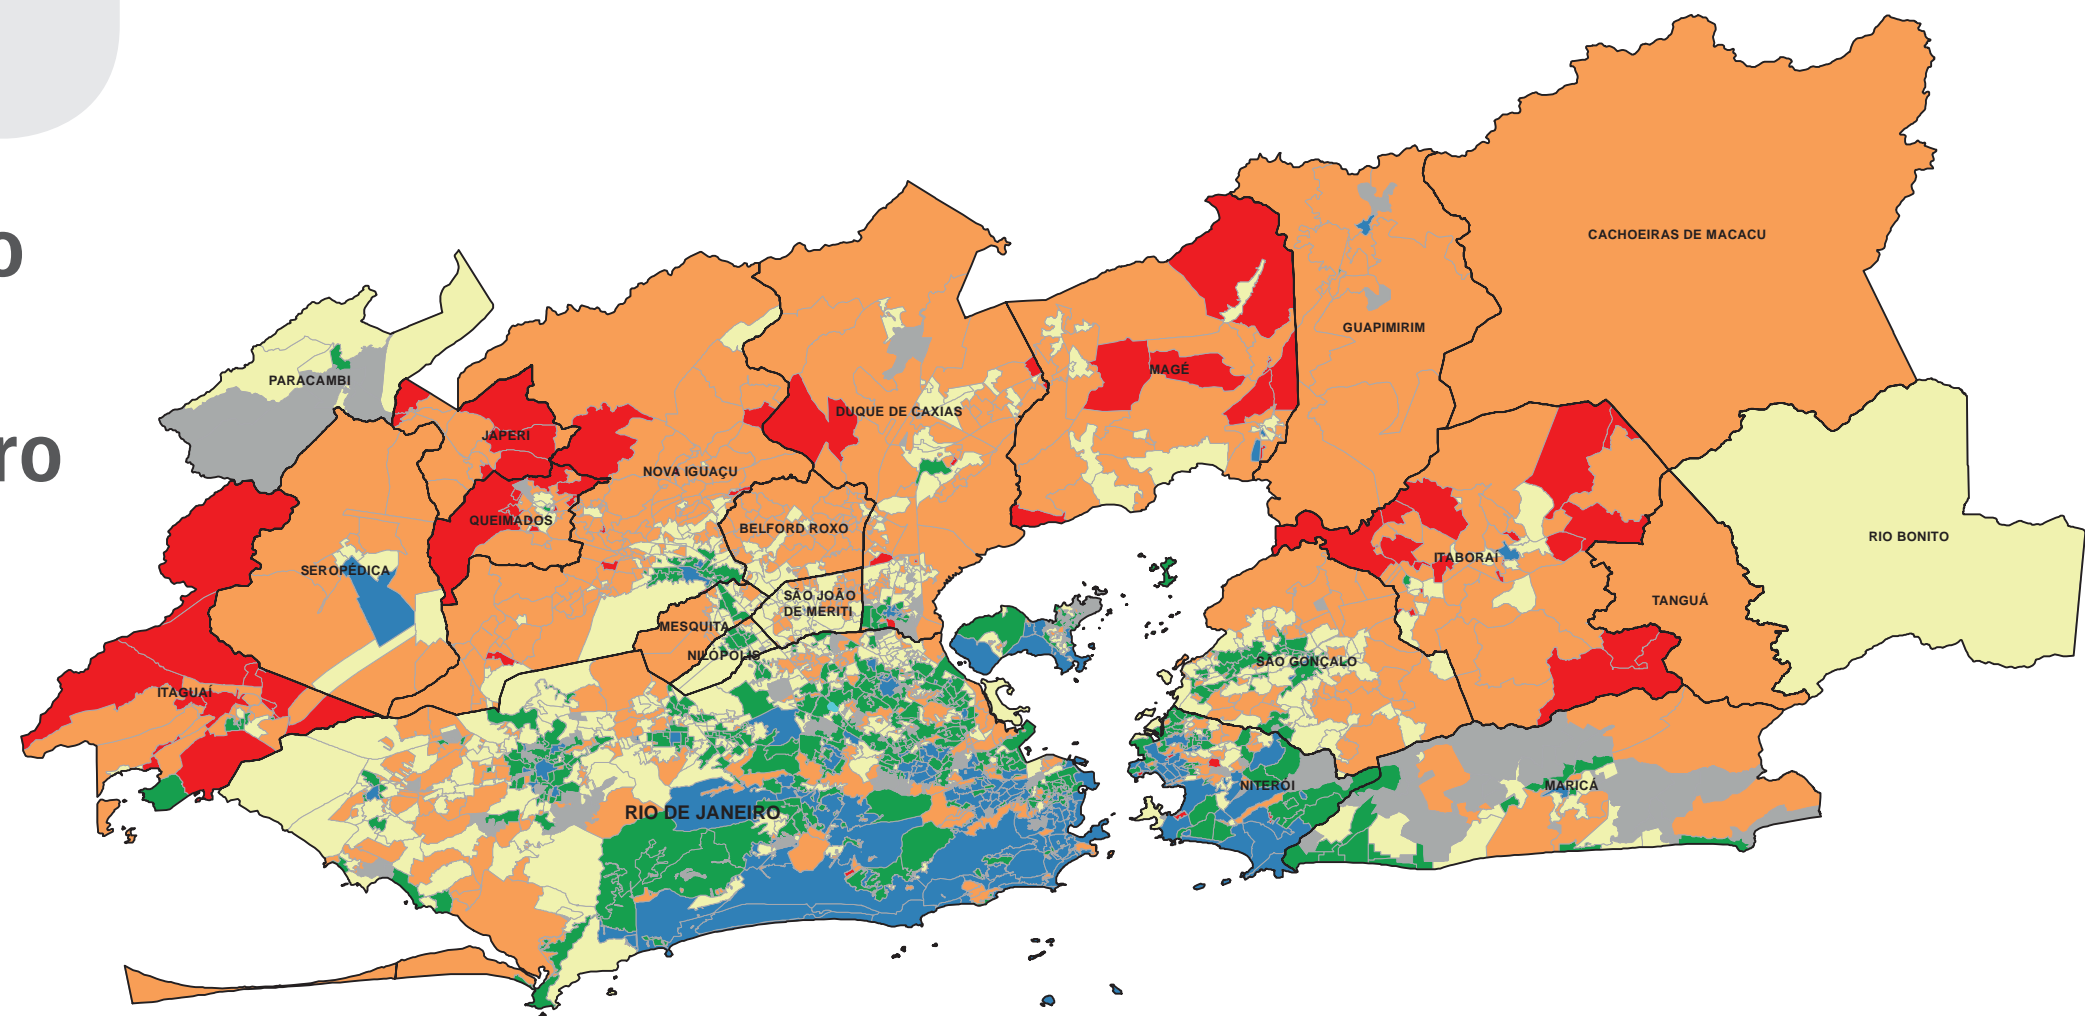 o
ro
CACHOEIRAS DE MACACU
GUAPIMIRIM
MAGÉ
PARACAMBI
DUQUE DE CAXIAS
JAPERI
NOVA IGUAÇU
QUEIMADOS
BELFORD ROXO
RIO BONITO
ITABORAÍ
SEROPÉDICA
SÃO JOÃO
DE MERITI
TANGUÁ
MESQUITA
NILÓPOLIS
SÃO GONÇALO
ITAGUAÍ
NITERÓI
MARICÁ
RIO DE JANEIRO